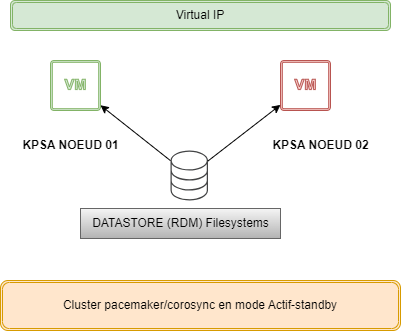 Virtual IP
VM
VM
KPSA NOEUD 01
KPSA NOEUD 02
DATASTORE (RDM) Filesystems
Cluster pacemaker/corosync en mode Actif-standby